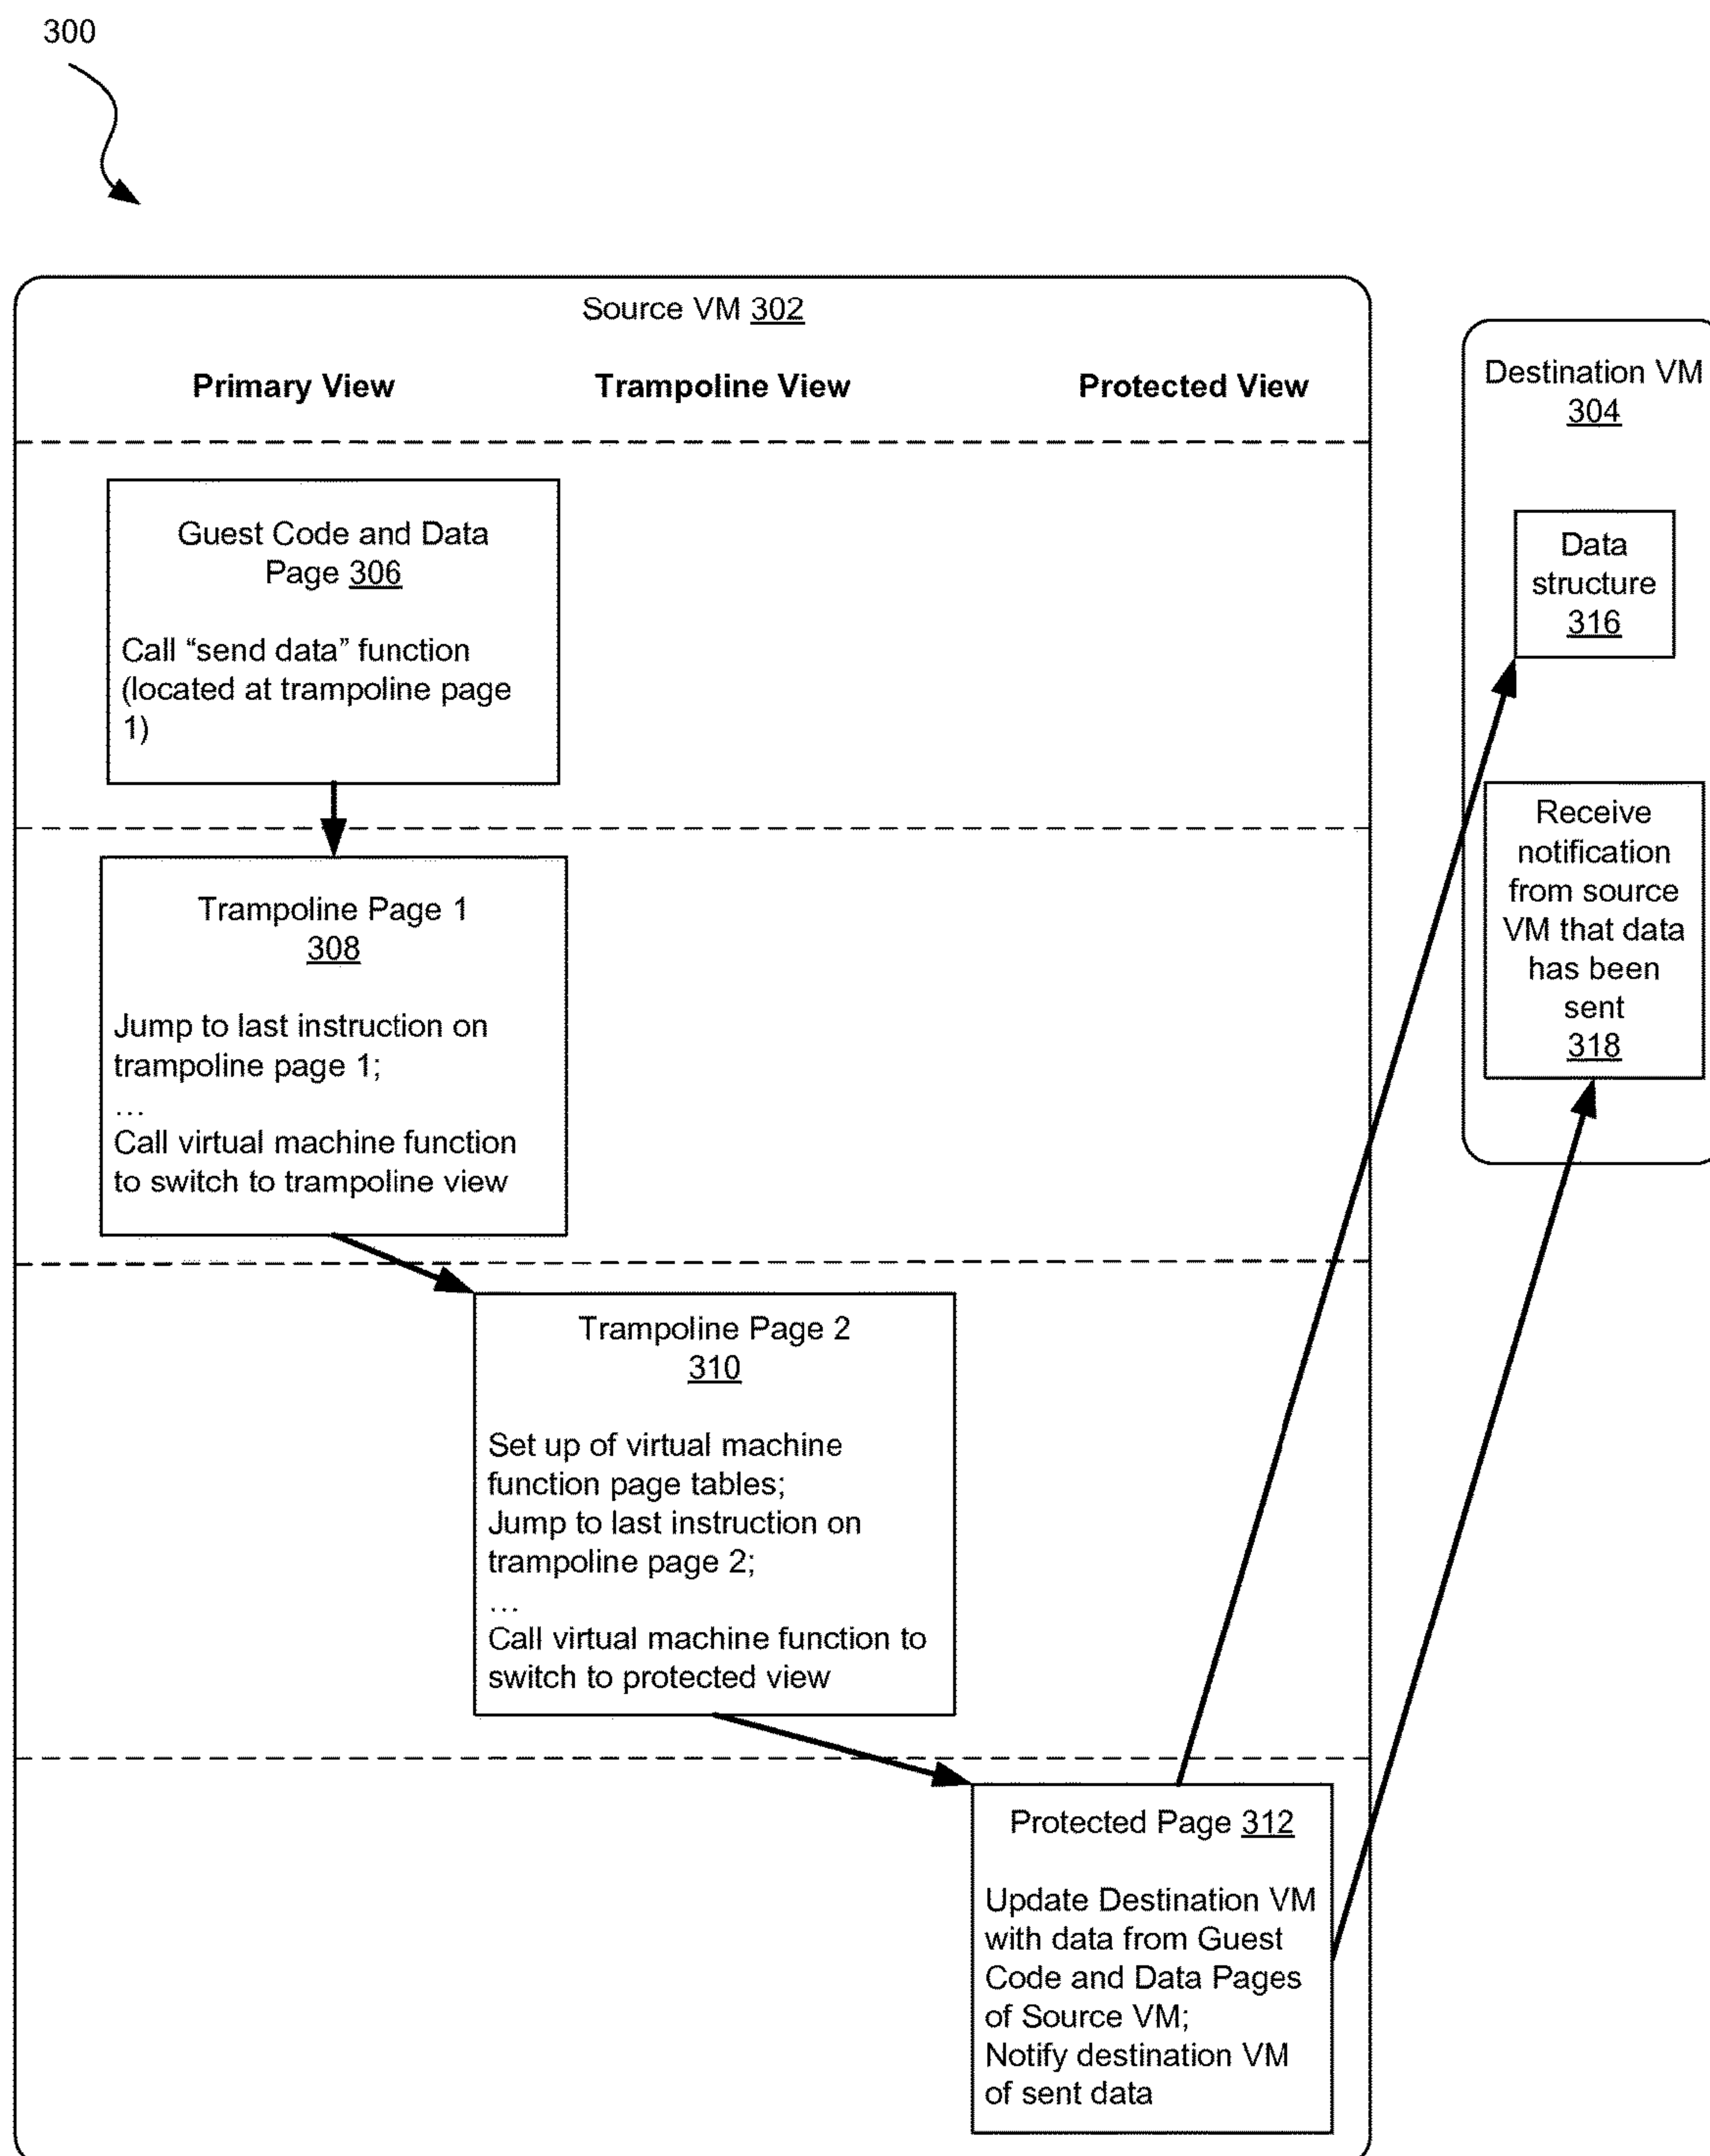 300
Source VM 302
Primary View
Trampoline View
Protected View
Guest Code and Data
Page 306
Call “send data” function
(located at trampoline page
1)
Trampoline Page 1
308
Jump to last instruction on
trampoline page 1;
…
Call virtual machine function
to switch to trampoline view
Trampoline Page 2
310
Set up of virtual machine
function page tables;
Jump to last instruction on
trampoline page 2;
…
Call virtual machine function to
switch to protected view
Protected Page 312
Update Destination VM
with data from Guest
Code and Data Pages
of Source VM;
Notify destination VM
of sent data
Destination VM
304
Data
structure
316
Receive
notification
from source
VM that data
has been
sent
318